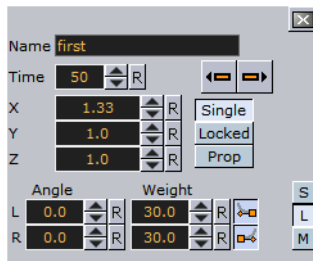 Name first
Time 50 R
X 1.33 R Single
Y 1.0 R Locked
Z 1.0 R Prop
Angle Weight
S
L 0.0 R 30.0 R L
R 0.0 R 30.0 R M